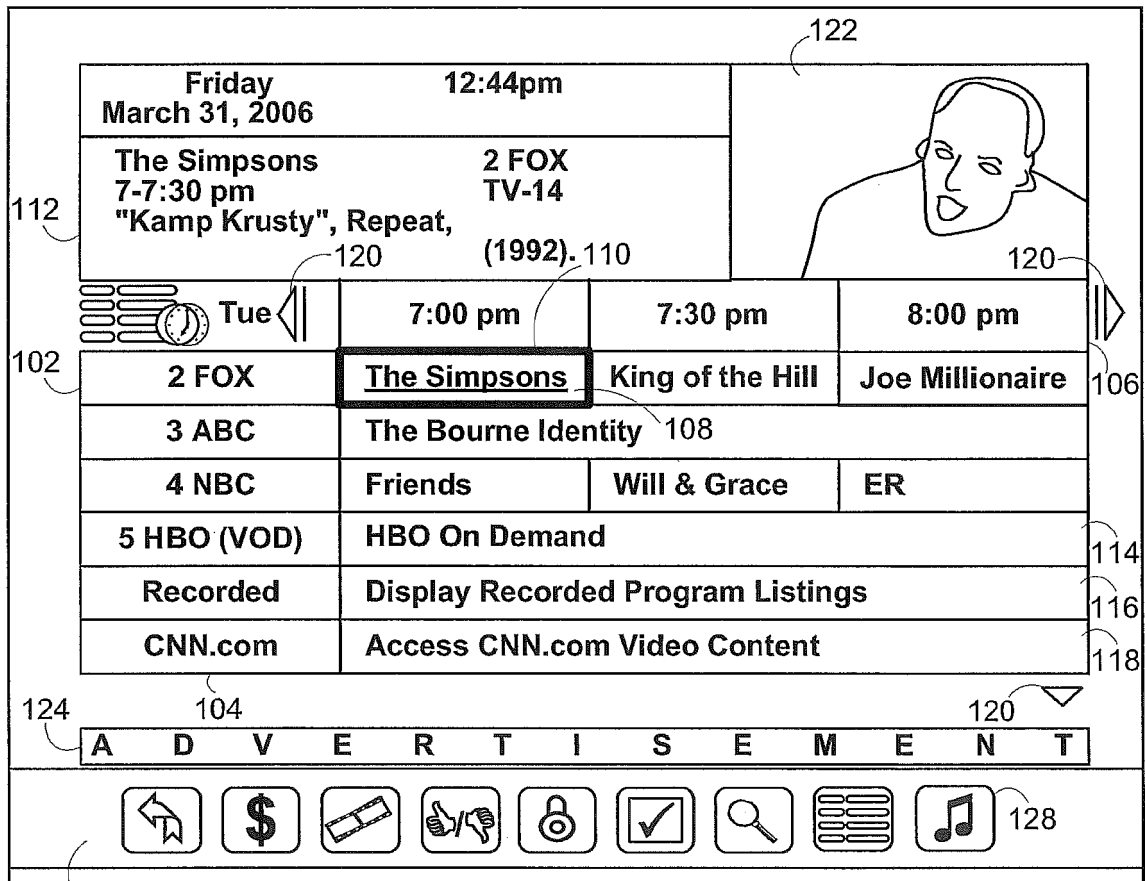 122
Friday 12:44pm
March 31, 2006
The Simpsons 2 FOX
7-7:30 pm TV-14
112
"Kamp Krusty", Repeat,
(1992). 110
120 120
Tue 7:00 pm 7:30 pm 8:00 pm
102
2 FOX The Simpsons King of the Hill Joe Millionaire
106
3 ABC The Bourne Identity 108
4 NBC Friends Will & Grace ER
5 HBO (VOD) HBO On Demand
114
Recorded Display Recorded Program Listings
116
CNN.com Access CNN.com Video Content
118
124 104 120
A D V E R T I S E M E N T
$ / 128